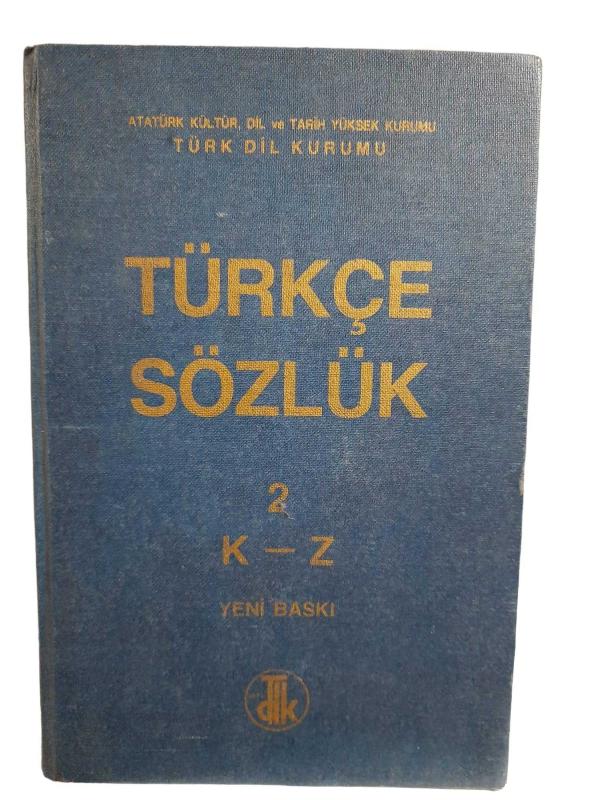 ATATÜRK KÜLTÜR, DİL ve TARİH YÜKSEK KURUMU
TÜRK DİL KURUMU
TÜRKÇE
SÖZLÜK
2
K — Z
YENİ BASKI
Tdk